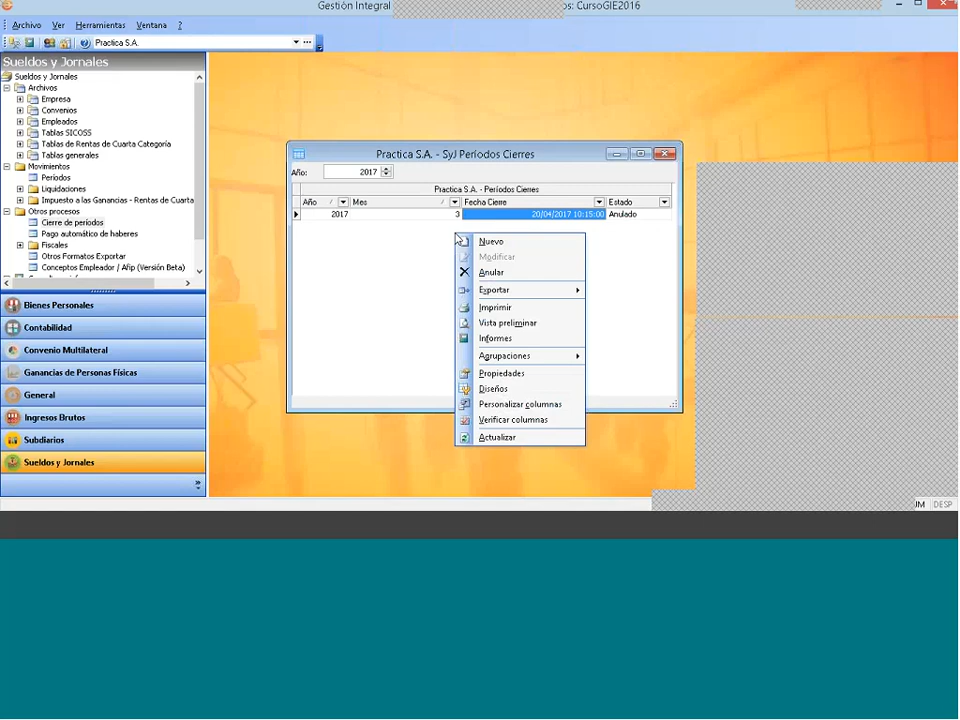 Gestión Integral
os: CursoGIE2016
Archivo Ver Herramientas Ventana ?
Practica S.A.
Sueldos y Jornales
Sueldos y Jornales
Archivos
Empresa
Convenios
Empleados
Tablas SICOSS
Tablas de Rentas de Cuarta Categoría
Tablas generales
Movimientos
Períodos
Liquidaciones
Impuesto a las Ganancias - Rentas de Cuarta
Otros procesos
Cierre de períodos
Pago automático de haberes
Fiscales
Otros Formatos Exportar
Conceptos Empleador / Afip (Versión Beta)
Bienes Personales
Contabilidad
Convenio Multilateral
Ganancias de Personas Físicas
General
Ingresos Brutos
Subdiarios
Sueldos y Jornales
Practica S.A. - SyJ Períodos Cierres
Año: 2017
Practica S.A. - Períodos Cierres
Año Mes Fecha Cierre Estado
2017 3 20/04/2017 10:15:00 Anulado
Nuevo
Modificar
Anular
Exportar
Imprimir
Vista preliminar
Informes
Agrupaciones
Propiedades
Diseños
Personalizar columnas
Verificar columnas
Actualizar
IM DESP